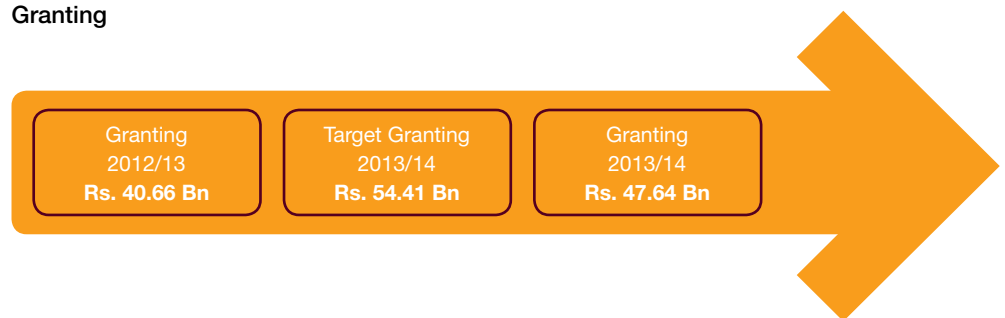 Granting
Granting
2012/13
Rs. 40.66 Bn
Target Granting
2013/14
Rs. 54.41 Bn
Granting
2013/14
Rs. 47.64 Bn